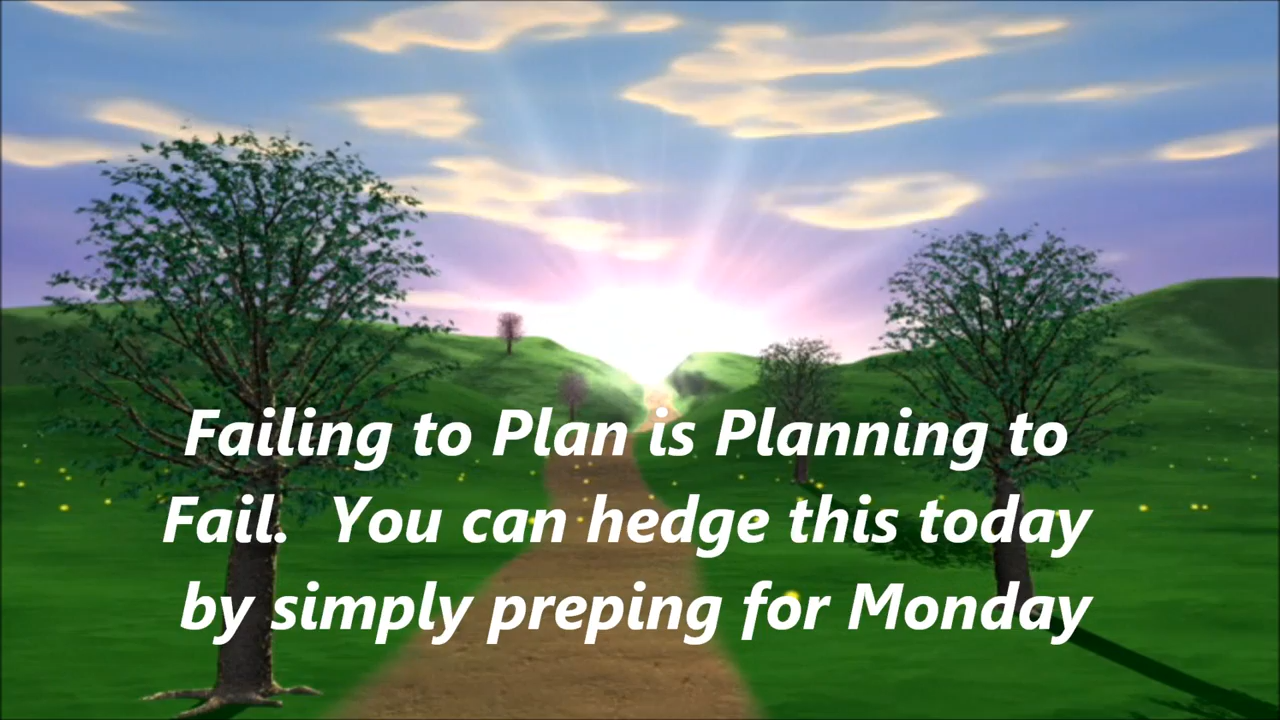 Failing to Plan is Planning to
Fail.  You can hedge this today
by simply preping for Monday